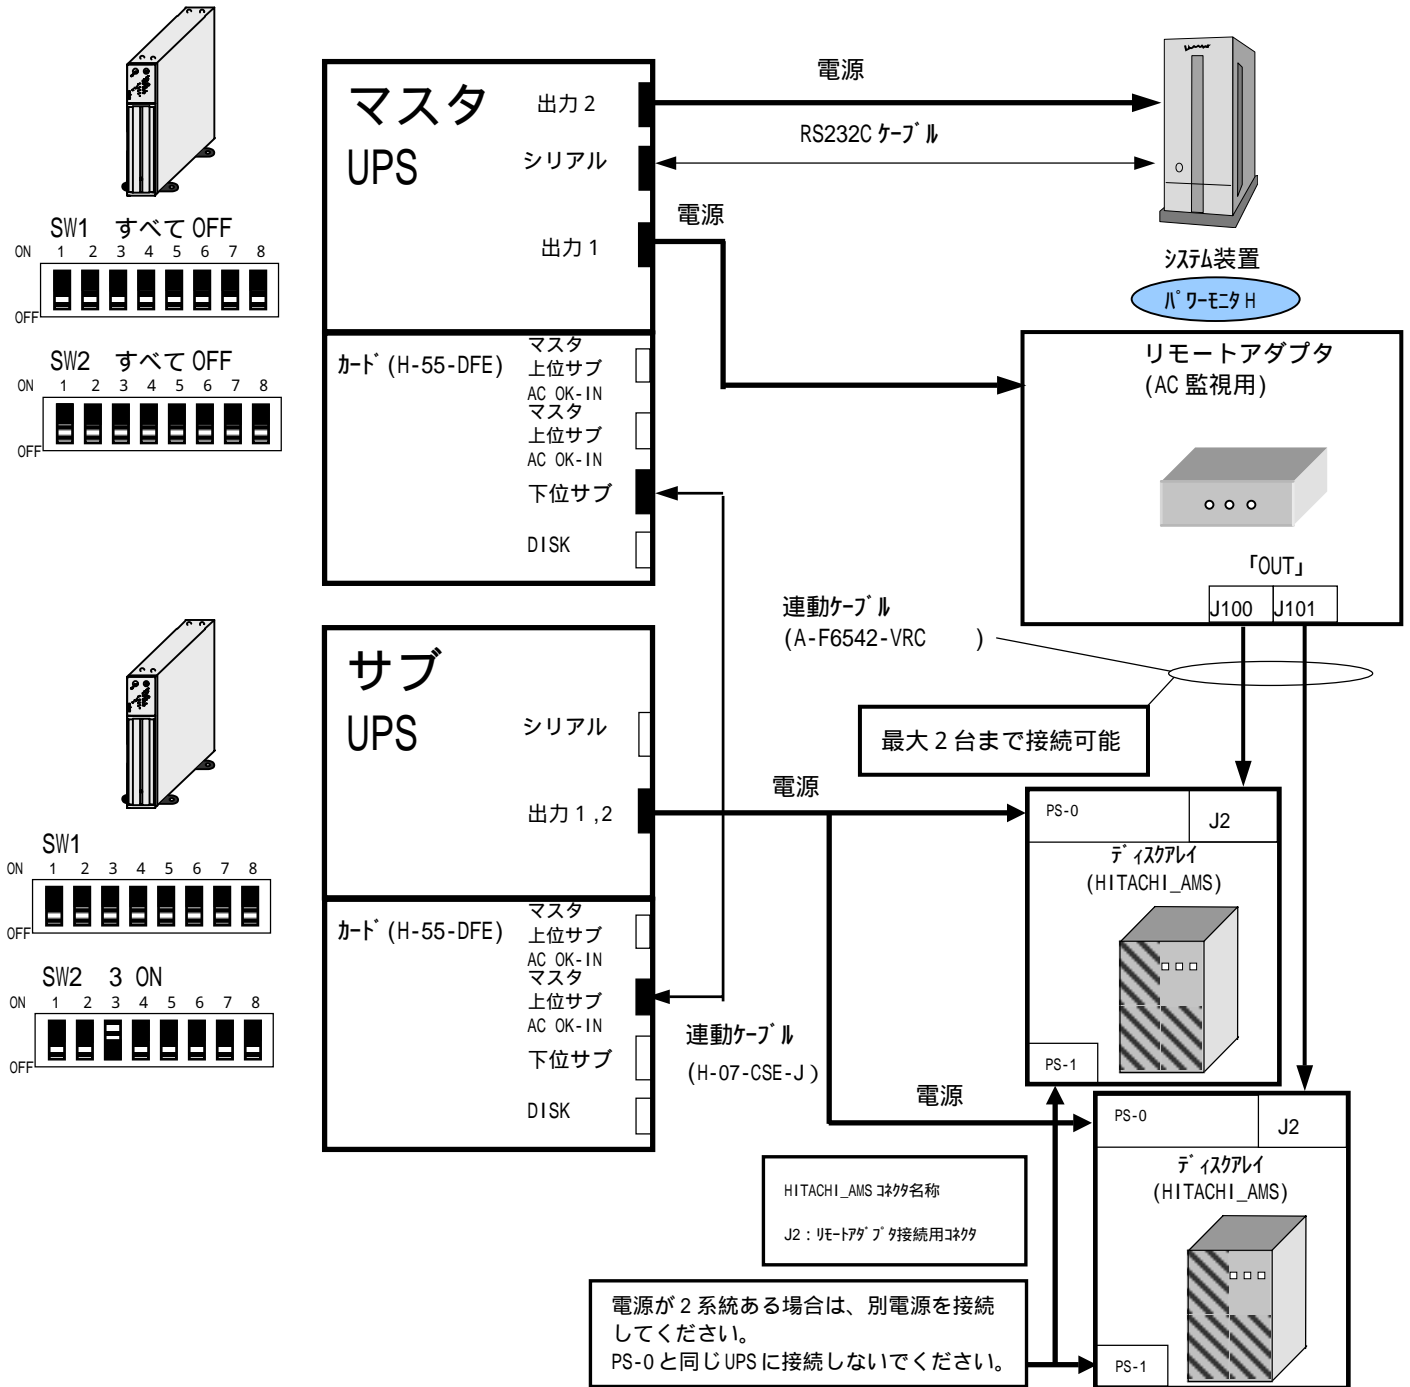 マスタ
UPS
出力2
シリアル
出力1
電源
RS232C ケーブル
電源
SW1 すべて OFF
ON 1 2 3 4 5 6 7 8
OFF
SW2 すべて OFF
ON 1 2 3 4 5 6 7 8
OFF
カード(H-55-DFE)
マスタ
上位サブ
AC OK-IN
マスタ
上位サブ
AC OK-IN
下位サブ
DISK
システム装置
パワーモニタ H
リモートアダプタ
(AC 監視用)
「OUT」
J100 J101
連動ケーブル
(A-F6542-VRC )
最大2台まで接続可能
サブ
UPS
シリアル
出力1,2
電源
SW1
ON 1 2 3 4 5 6 7 8
OFF
SW2 3 ON
ON 1 2 3 4 5 6 7 8
OFF
カード(H-55-DFE)
マスタ
上位サブ
AC OK-IN
マスタ
上位サブ
AC OK-IN
下位サブ
DISK
連動ケーブル
(H-07-CSE-J)
PS-0 J2
ディスクアレイ
(HITACHI_AMS)
PS-1
電源
PS-0 J2
ディスクアレイ
(HITACHI_AMS)
PS-1
HITACHI_AMS コネクタ名称
J2:リモートアダプタ接続用コネクタ
電源が2系統ある場合は、別電源を接続
してください。
PS-0と同じUPSに接続しないでください。